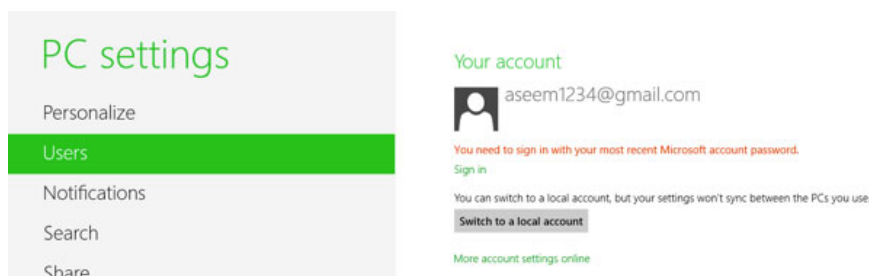 PC settings
Personalize
Users
Notifications
Search
Share
Your account
aseem1234@gmail.com
You need to sign in with your most recent Microsoft account password.
Sign in
You can switch to a local account, but your settings won't sync between the PCs you use
Switch to a local account
More account settings online